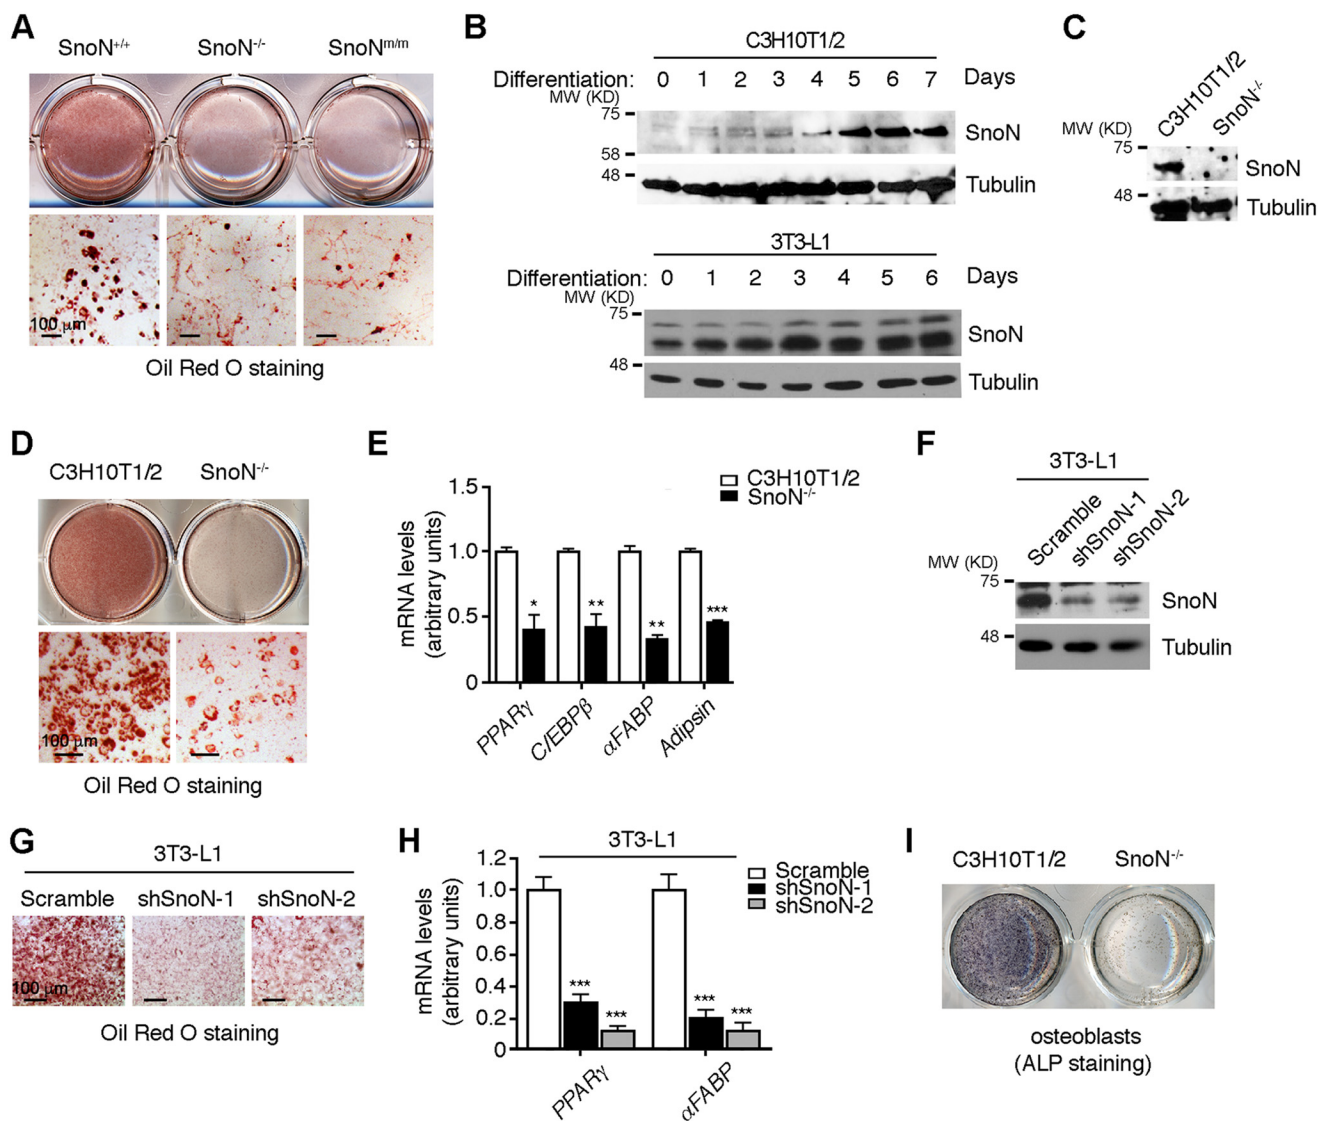 A
SnoN+/+ SnoN-/- SnoNm/m
100 μm
Oil Red O staining
B
C3H10T1/2
Differentiation: 0 1 2 3 4 5 6 7 Days
MW (KD)
75
SnoN
58
48
Tubulin
3T3-L1
Differentiation: 0 1 2 3 4 5 6 Days
MW (KD)
75
SnoN
48
Tubulin
C
C3H10T1/2 SnoN-/-
MW (KD)
75
SnoN
48
Tubulin
D
C3H10T1/2 SnoN-/-
100 μm
Oil Red O staining
E
C3H10T1/2
SnoN-/-
mRNA levels
(arbitrary units)
1.5
1.0
0.5
0
* ** ** ***
PPARγ C/EBPβ αFABP Adipsin
F
3T3-L1
Scramble shSnoN-1 shSnoN-2
MW (KD)
75
SnoN
48
Tubulin
G
3T3-L1
Scramble shSnoN-1 shSnoN-2
100 μm
Oil Red O staining
H
3T3-L1
Scramble
shSnoN-1
shSnoN-2
mRNA levels
(arbitrary units)
1.2
1.0
0.8
0.6
0.4
0.2
0
*** *** *** ***
PPARγ αFABP
I
C3H10T1/2 SnoN-/-
osteoblasts
(ALP staining)